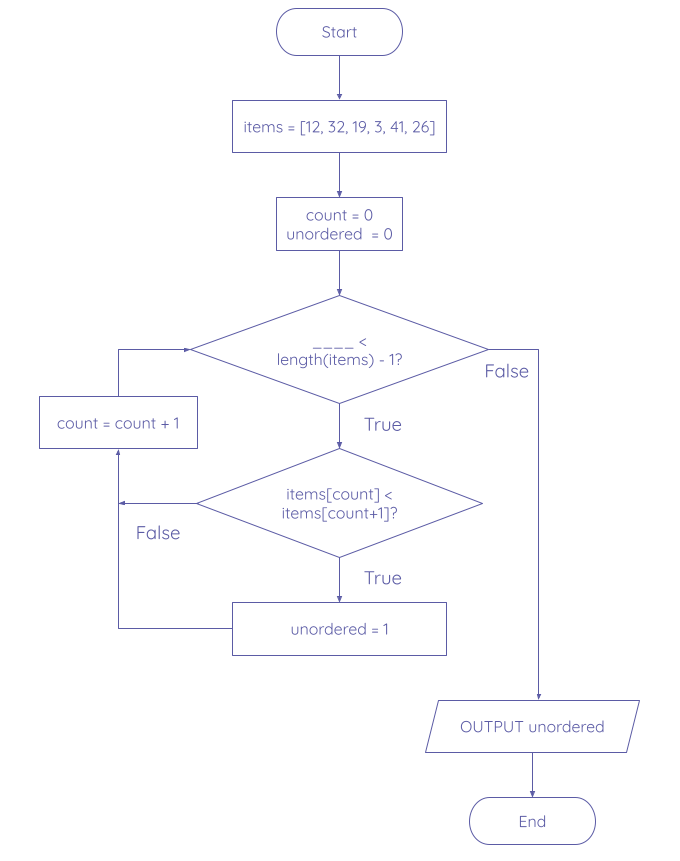 Start
items = [12, 32, 19, 3, 41, 26]
count = 0
unordered = 0
____ <
length(items) - 1?
False
count = count + 1
True
items[count] <
items[count+1]?
False
True
unordered = 1
OUTPUT unordered
End